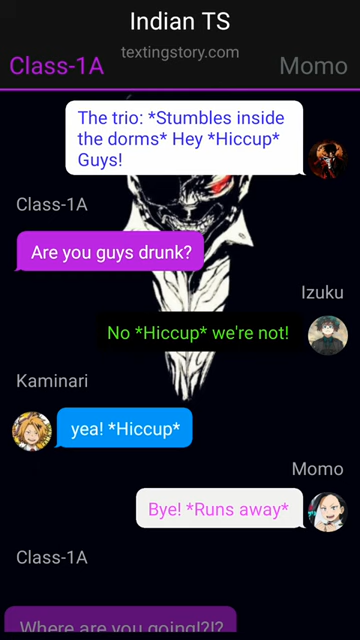 Indian TS
textingstory.com
Class-1A
Momo
The trio: *Stumbles inside
the dorms* Hey *Hiccup*
Guys!
Class-1A
Are you guys drunk?
Izuku
No *Hiccup* we're not!
Kaminari
yea! *Hiccup*
Momo
Bye! *Runs away*
Class-1A
Where are you going!?!?